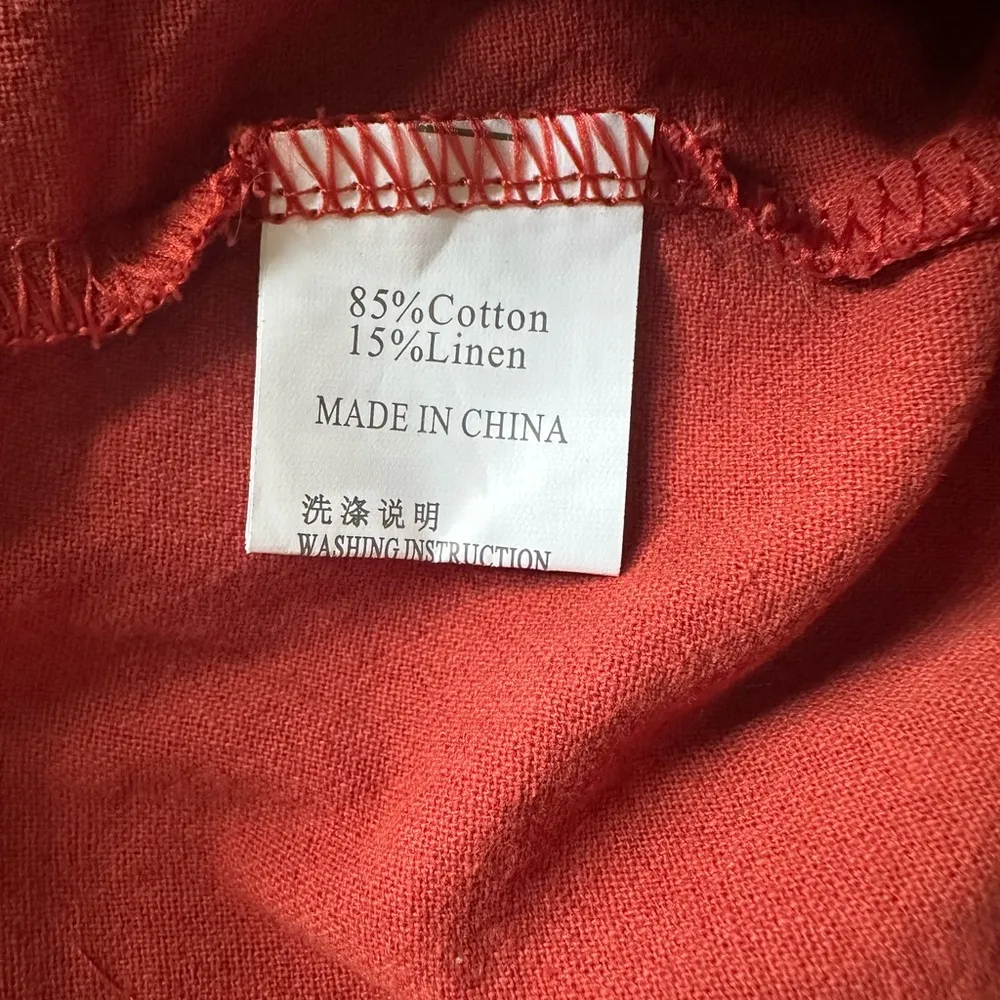 85%Cotton
15%Linen
MADE IN CHINA
洗涤说明
WASHING INSTRUCTION